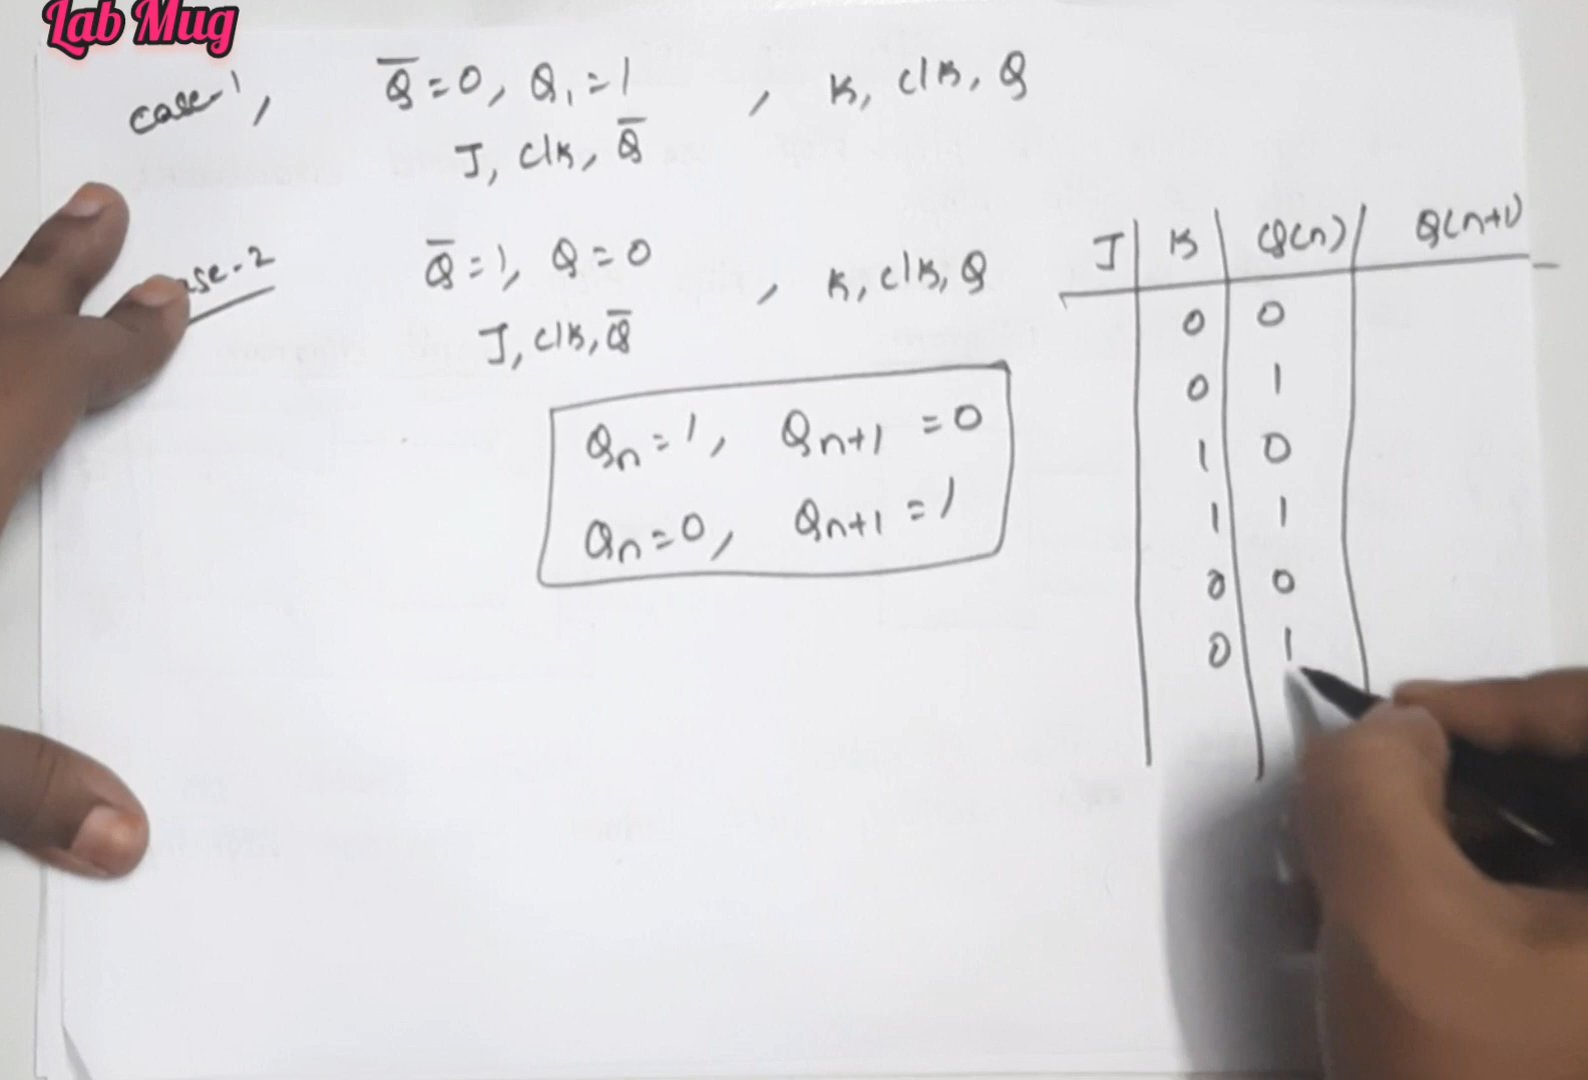 Lab Mug
case-1, Q̅ = 0, Q, = 1 , K, clk, Q
J, clk, Q̅
ase-2 Q̅ = 1, Q = 0 , K, clk, Q
J, clk, Q̅
Qn = 1, Qn+1 = 0
Qn = 0, Qn+1 = 1
J K Q(n) Q(n+1)
0 0
0 1
1 0
1 1
0 0
0 1